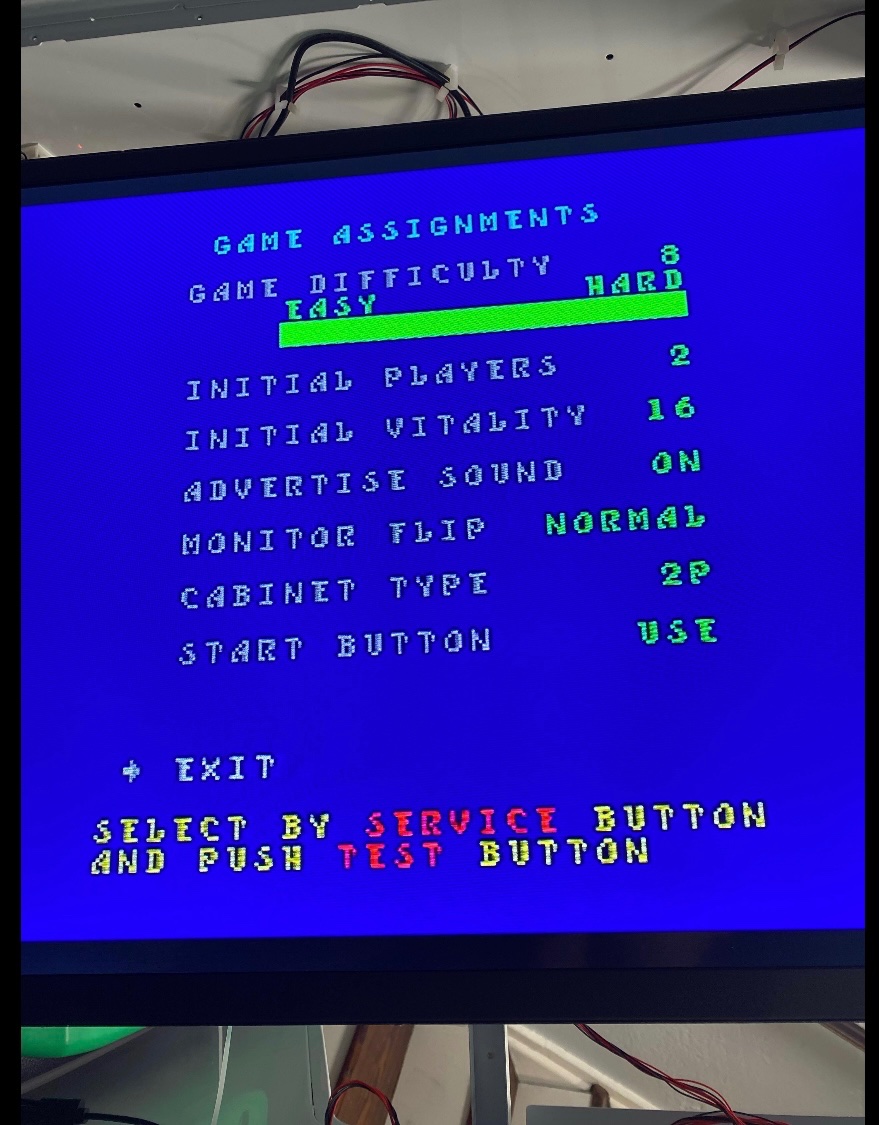 GAME ASSIGNMENTS
GAME DIFFICULTY 8
EASY HARD
INITIAL PLAYERS 2
INITIAL VITALITY 16
ADVERTISE SOUND ON
MONITOR FLIP NORMAL
CABINET TYPE 2P
START BUTTON USE
→ EXIT
SELECT BY SERVICE BUTTON
AND PUSH TEST BUTTON